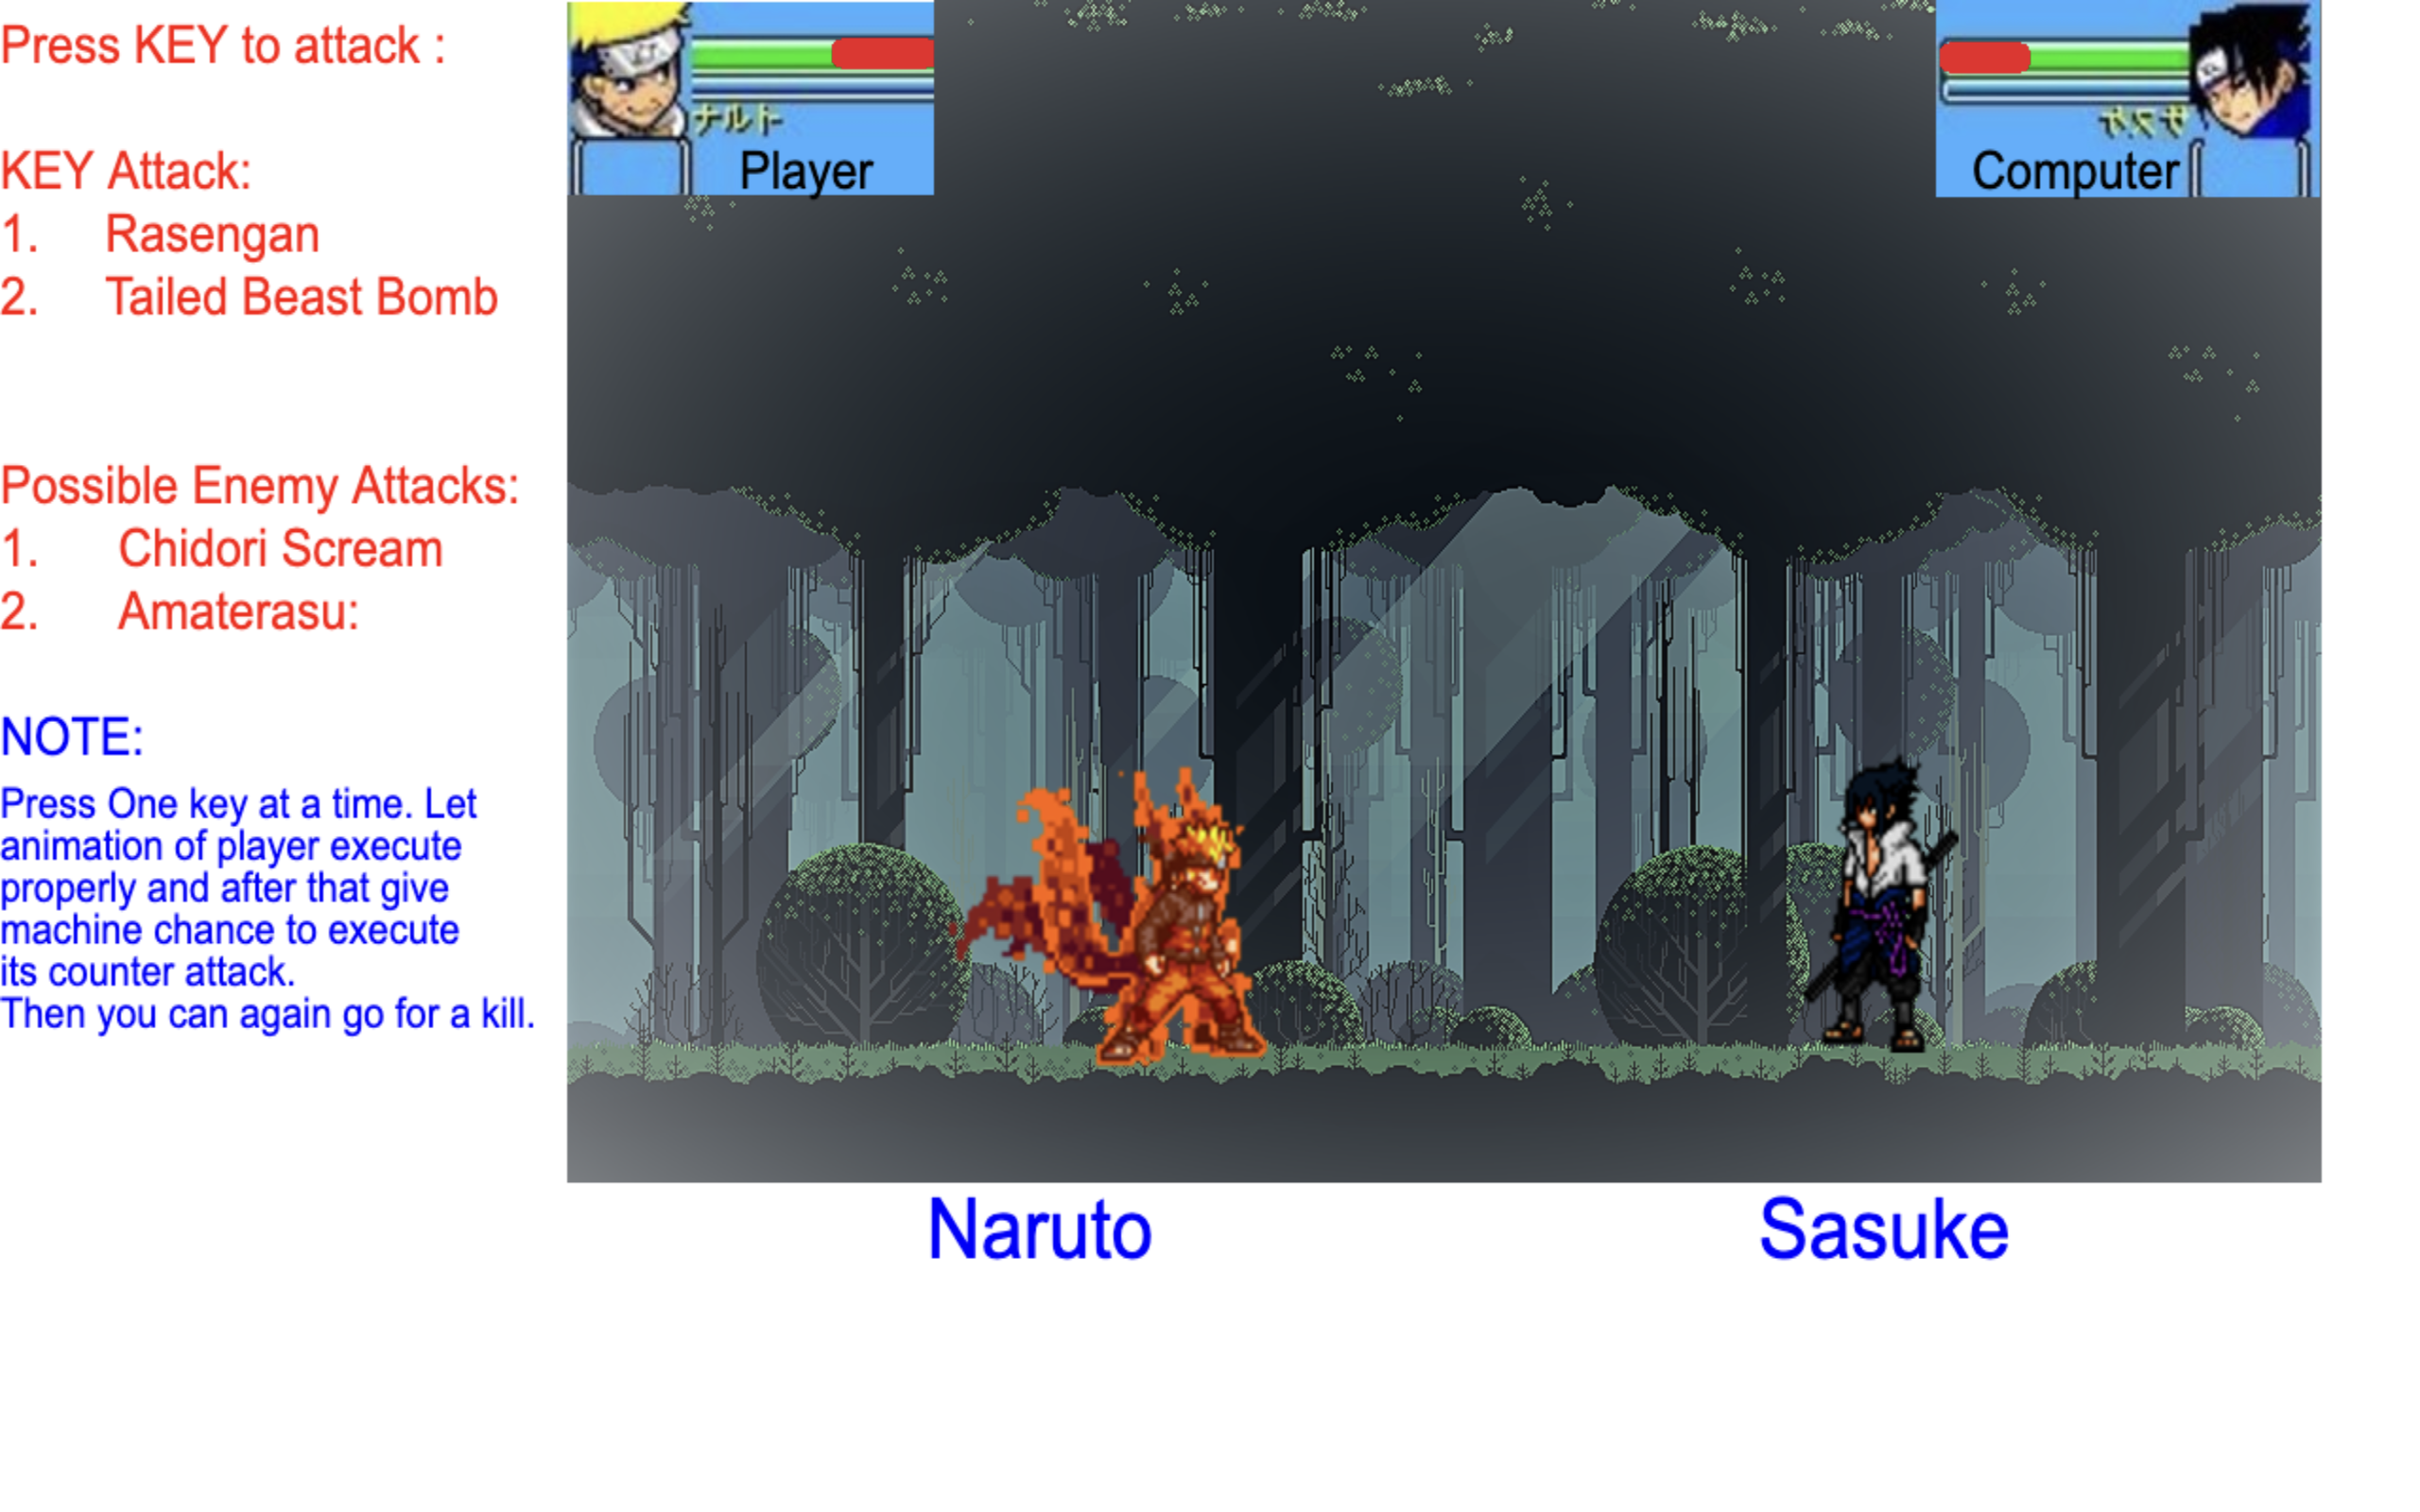 Press KEY to attack :
KEY Attack:
1. Rasengan
2. Tailed Beast Bomb
Possible Enemy Attacks:
1. Chidori Scream
2. Amaterasu:
NOTE:
Press One key at a time. Let
animation of player execute
properly and after that give
machine chance to execute
its counter attack.
Then you can again go for a kill.
ナルト
Player
サスケ
Computer
Naruto
Sasuke